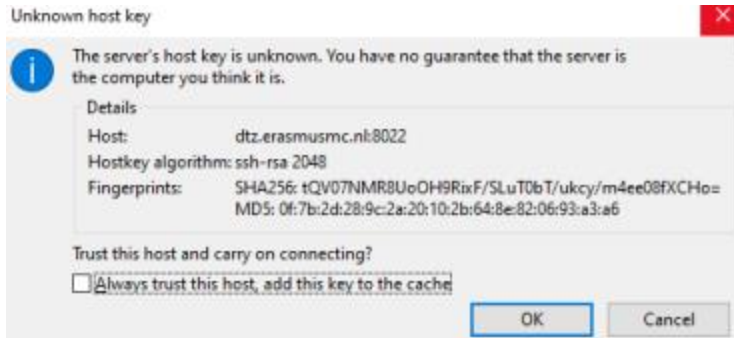 Unknown host key
The server's host key is unknown. You have no guarantee that the server is
the computer you think it is.
Details
Host: dtz.erasmusmc.nl:8022
Hostkey algorithm: ssh-rsa 2048
Fingerprints: SHA256: tQV07NMR8UoOH9RixF/SLuT0bT/ukcy/m4ee08fXCHo=
MD5: 0f:7b:2d:28:9c:2a:20:10:2b:64:8e:82:06:93:a3:a6
Trust this host and carry on connecting?
Always trust this host, add this key to the cache
OK Cancel